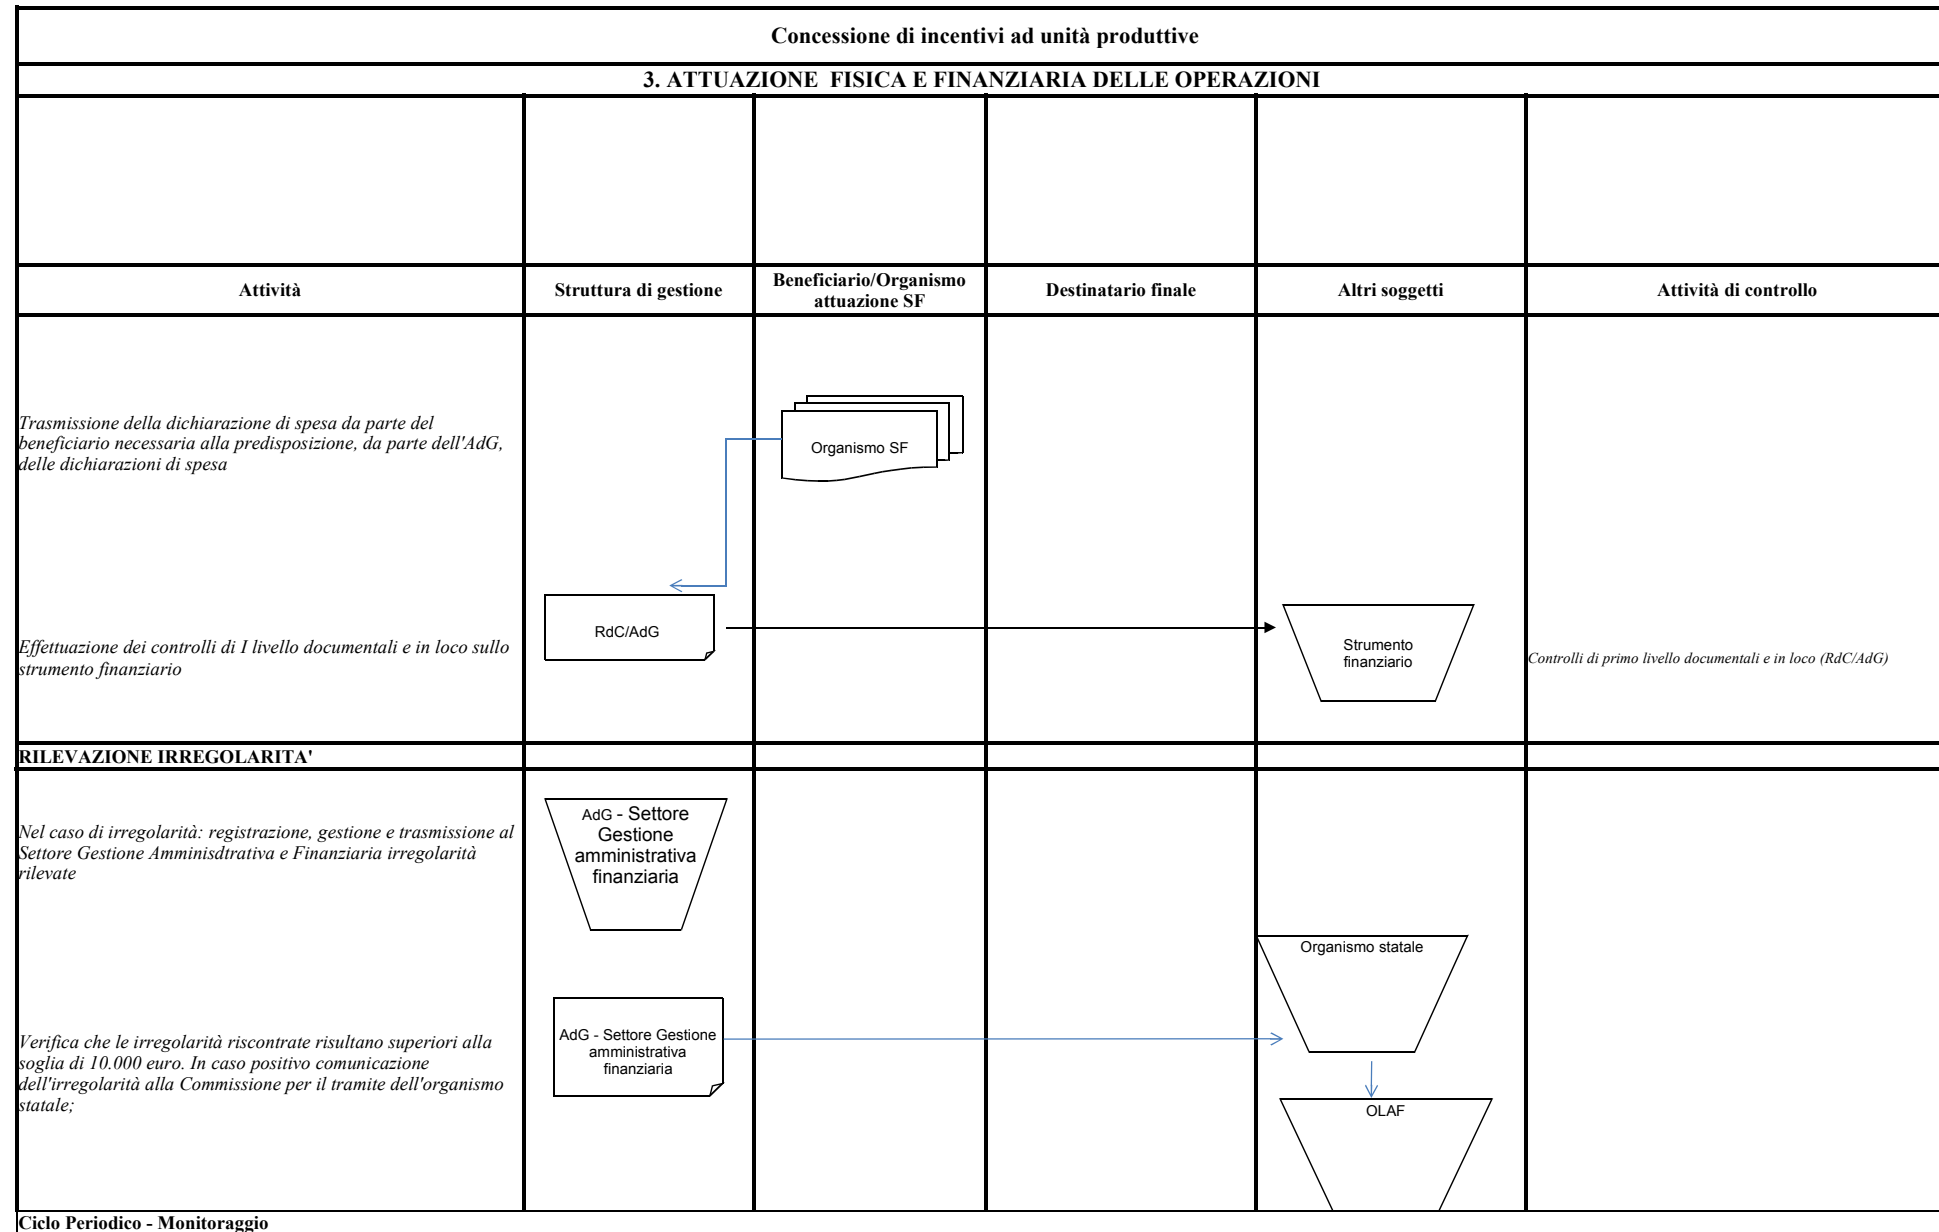 Concessione di incentivi ad unità produttive
3. ATTUAZIONE FISICA E FINANZIARIA DELLE OPERAZIONI
Attività
Struttura di gestione
Beneficiario/Organismo
attuazione SF
Destinatario finale
Altri soggetti
Attività di controllo
Trasmissione della dichiarazione di spesa da parte del
beneficiario necessaria alla predisposizione, da parte dell'AdG,
delle dichiarazioni di spesa
Organismo SF
Effettuazione dei controlli di I livello documentali e in loco sullo
strumento finanziario
RdC/AdG
Strumento
finanziario
Controlli di primo livello documentali e in loco (RdC/AdG)
RILEVAZIONE IRREGOLARITA'
Nel caso di irregolarità: registrazione, gestione e trasmissione al
Settore Gestione Amminisdtrativa e Finanziaria irregolarità
rilevate
AdG - Settore
Gestione
amministrativa
finanziaria
Organismo statale
Verifica che le irregolarità riscontrate risultano superiori alla
soglia di 10.000 euro. In caso positivo comunicazione
dell'irregolarità alla Commissione per il tramite dell'organismo
statale;
AdG - Settore Gestione
amministrativa
finanziaria
OLAF
Ciclo Periodico - Monitoraggio